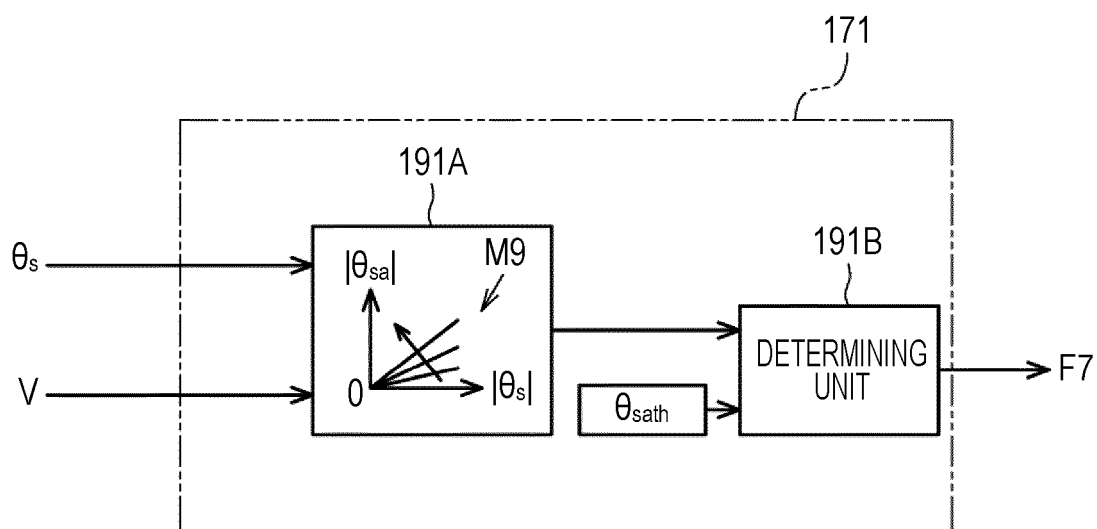 171
191A
θs
|θsa|
M9
191B
DETERMINING
UNIT
F7
V
0
|θs|
θsath